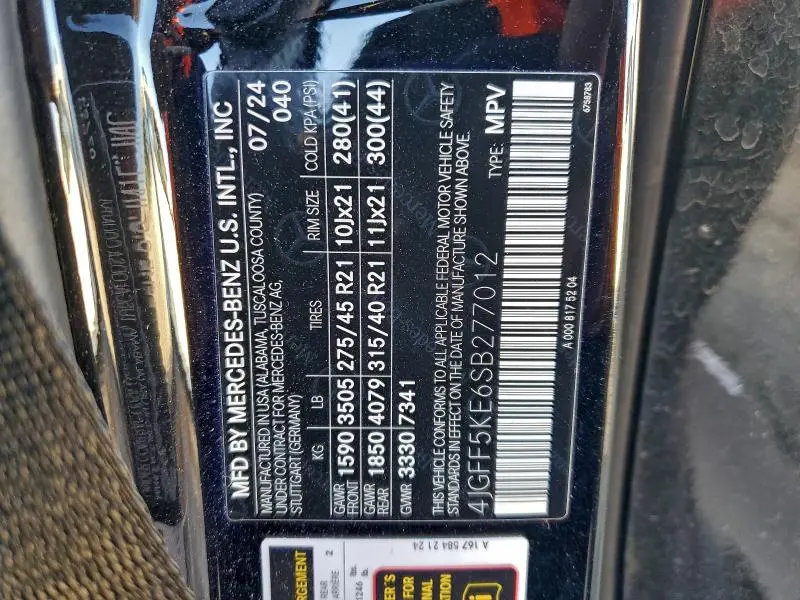 MFD BY MERCEDES-BENZ U.S. INTL., INC
MANUFACTURED IN USA (ALABAMA, TUSCALOOSA COUNTY)
07/24
UNDER CONTRACT FOR MERCEDES-BENZ AG,
STUTTGART (GERMANY)
040
KG LB TIRES RIM SIZE COLD KPA (PSI)
GAWR FRONT 1590 3505 275/45 R21 10Jx21 280(41)
GAWR REAR 1850 4079 315/40 R21 11Jx21 300(44)
GVWR 3330/7341
THIS VEHICLE CONFORMS TO ALL APPLICABLE FEDERAL MOTOR VEHICLE SAFETY
STANDARDS IN EFFECT ON THE DATE OF MANUFACTURE SHOWN ABOVE.
4JGFF5KE6SB277012 TYPE: MPV
A 000 817 52 04
6758783
A 167 584 21 24
2